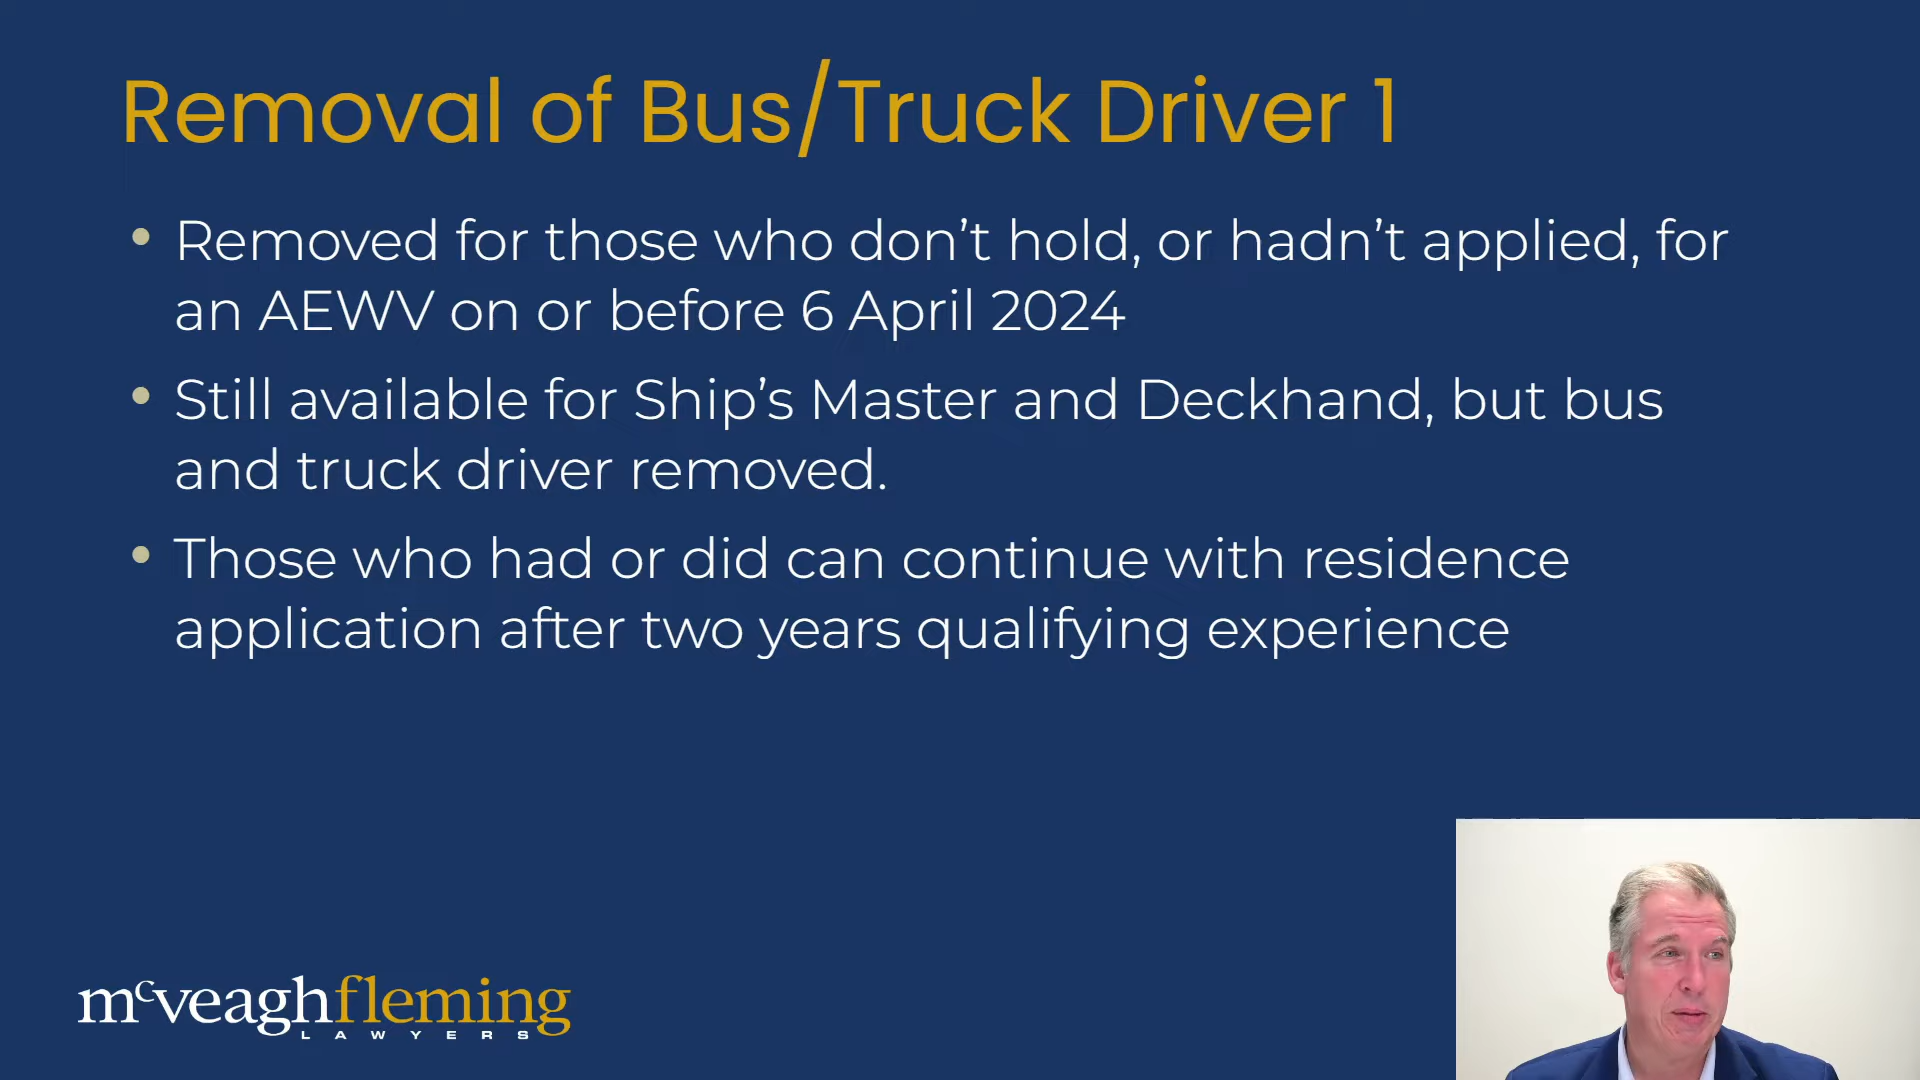 Removal of Bus/Truck Driver 1
• Removed for those who don’t hold, or hadn’t applied, for
an AEWV on or before 6 April 2024
• Still available for Ship’s Master and Deckhand, but bus
and truck driver removed.
• Those who had or did can continue with residence
application after two years qualifying experience
mcveaghfleming
LAWYERS